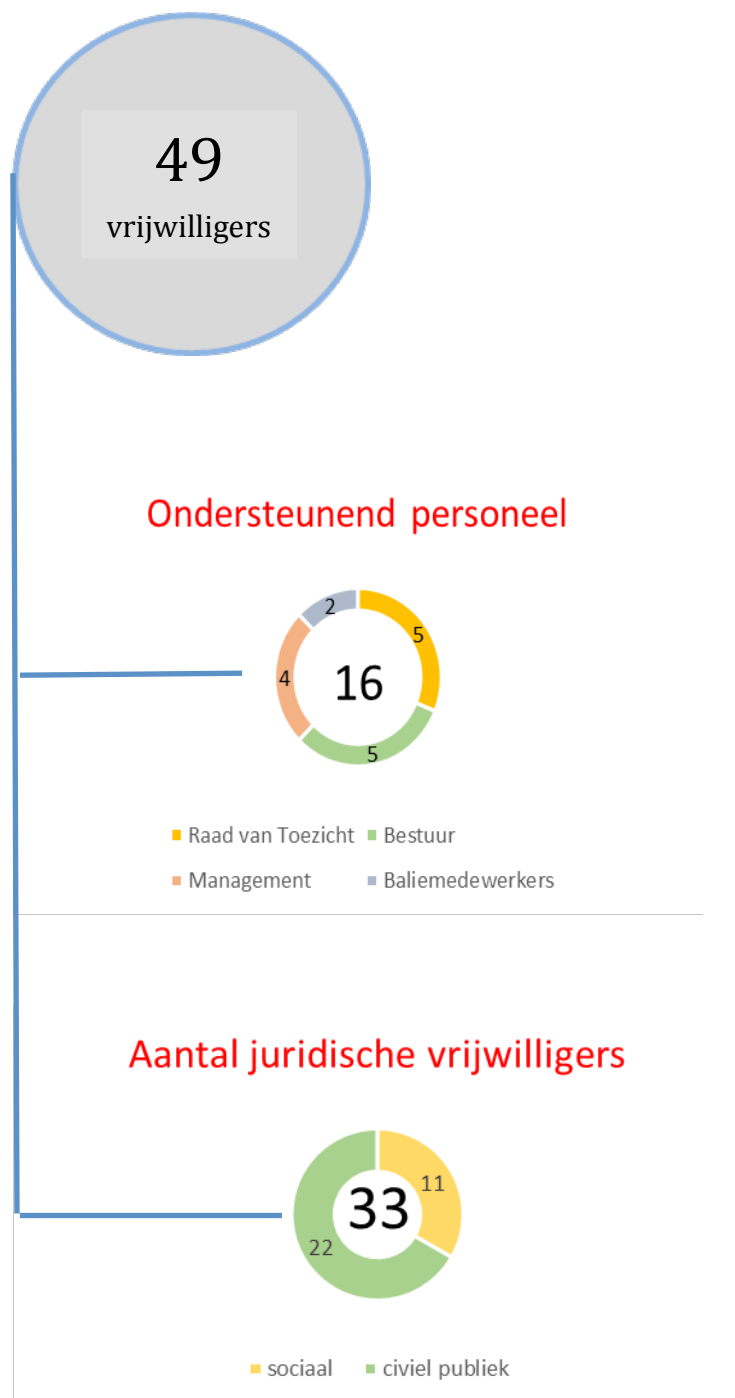 49
vrijwilligers
Ondersteunend personeel
2
5
4
16
5
Raad van Toezicht Bestuur
Management Baliemedewerkers
Aantal juridische vrijwilligers
11
33
22
sociaal civiel publiek